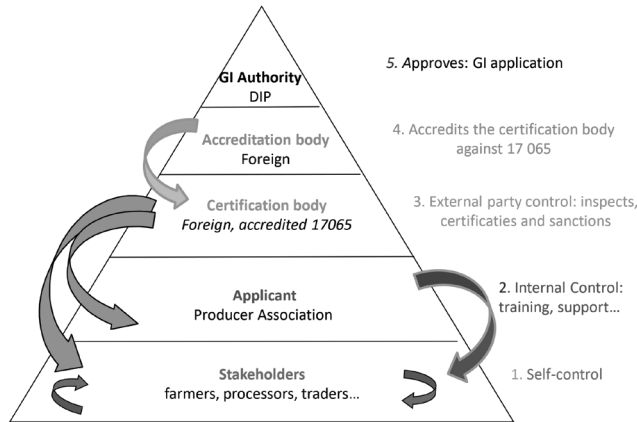 GI Authority
DIP
5. Approves: GI application
Accreditation body
Foreign
4. Accredits the certification body
against 17 065
Certification body
Foreign, accredited 17065
3. External party control: inspects,
certificaties and sanctions
Applicant
Producer Association
2. Internal Control:
training, support...
Stakeholders
farmers, processors, traders...
1. Self-control